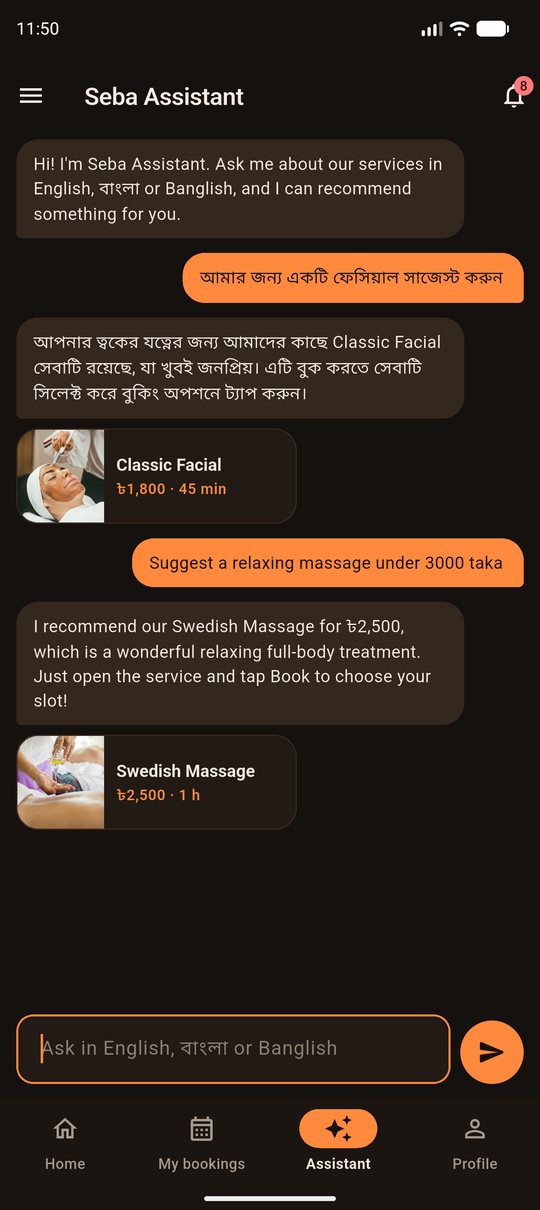 11:50
Seba Assistant
8
Hi! I'm Seba Assistant. Ask me about our services in
English, বাংলা or Banglish, and I can recommend
something for you.
আমার জন্য একটি ফেসিয়াল সাজেস্ট করুন
আপনার ত্বকের যত্নের জন্য আমাদের কাছে Classic Facial
সেবাটি রয়েছে, যা খুবই জনপ্রিয়। এটি বুক করতে সেবাটি
সিলেক্ট করে বুকিং অপশনে ট্যাপ করুন।
Classic Facial
৳1,800 · 45 min
Suggest a relaxing massage under 3000 taka
I recommend our Swedish Massage for ৳2,500,
which is a wonderful relaxing full-body treatment.
Just open the service and tap Book to choose your
slot!
Swedish Massage
৳2,500 · 1 h
Ask in English, বাংলা or Banglish
Home
My bookings
Assistant
Profile